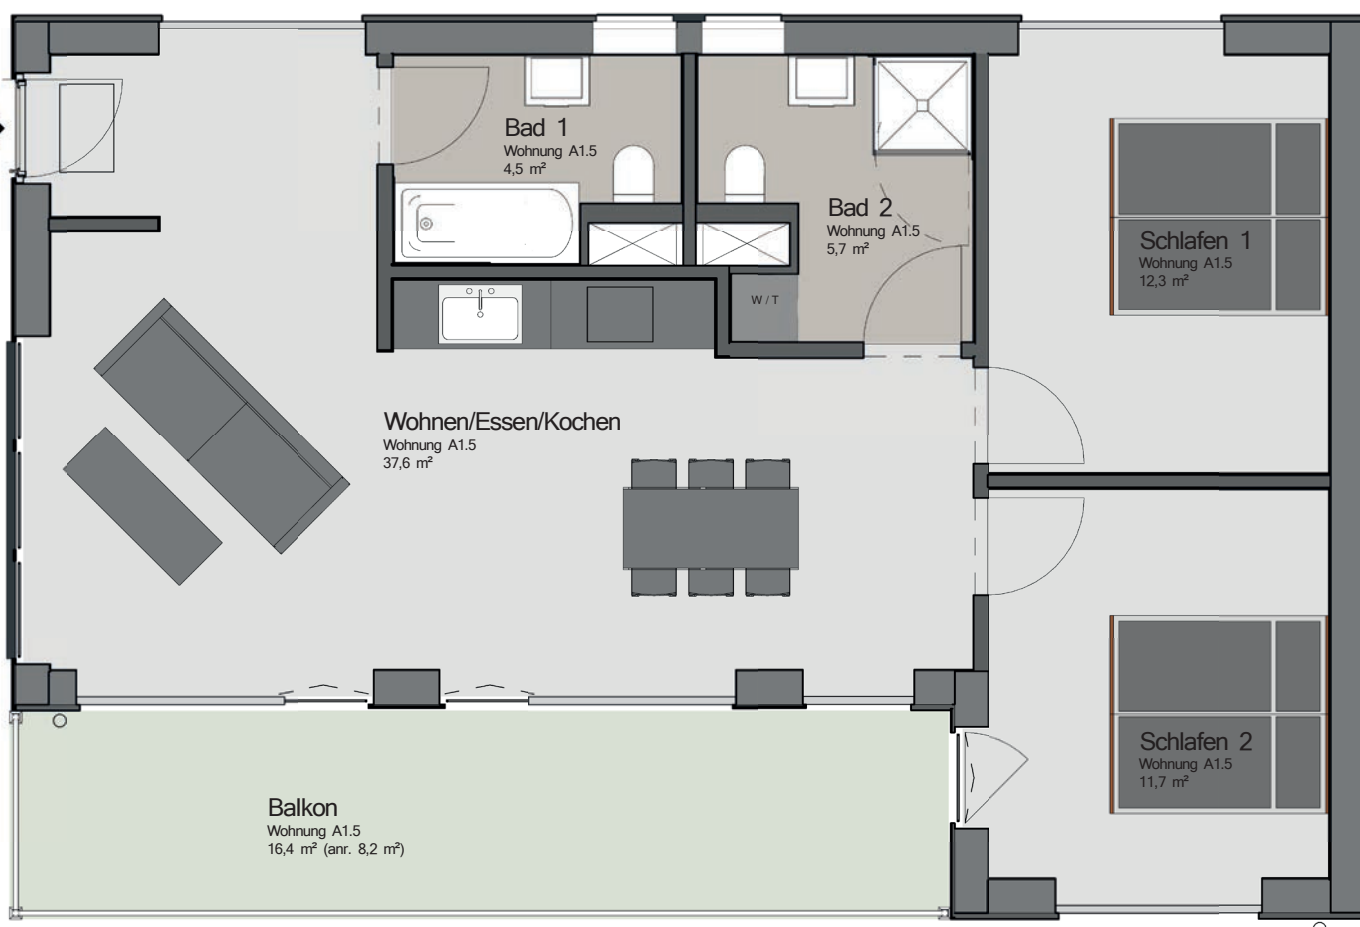 Bad 1
Wohnung A1.5
4,5 m²
Bad 2
Wohnung A1.5
5,7 m²
Schlafen 1
Wohnung A1.5
12,3 m²
W / T
Wohnen/Essen/Kochen
Wohnung A1.5
37,6 m²
Schlafen 2
Wohnung A1.5
11,7 m²
Balkon
Wohnung A1.5
16,4 m² (anr. 8,2 m²)